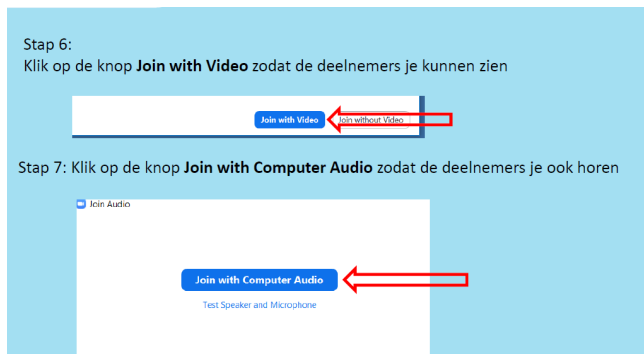 Stap 6:
Klik op de knop Join with Video zodat de deelnemers je kunnen zien
Join with Video Join without Video
Stap 7: Klik op de knop Join with Computer Audio zodat de deelnemers je ook horen
Join Audio
Join with Computer Audio
Test Speaker and Microphone